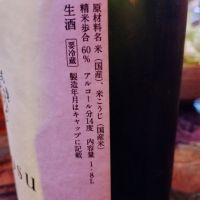 原材料名 米（国産）、米こうじ（国産米）
精米歩合 60％ アルコール分14度 内容量1.8L
生酒 要冷蔵 製造年月はキャップに記載
su